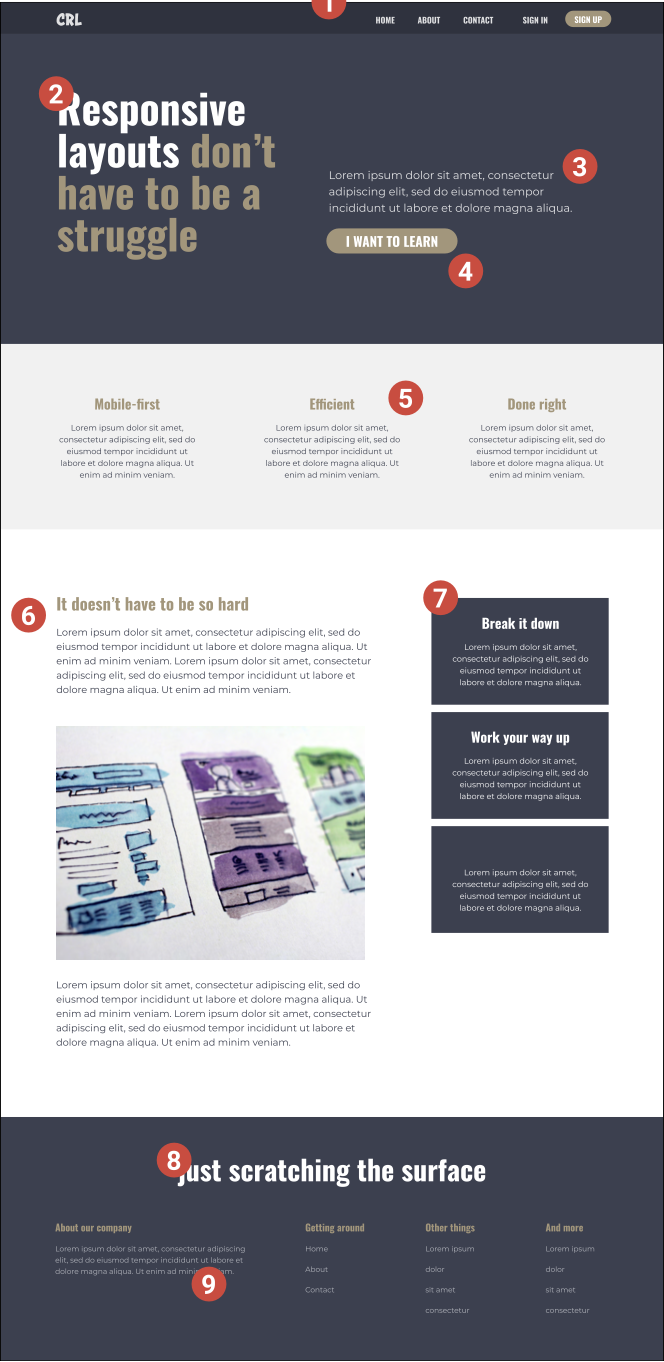 1
CRL
HOME ABOUT CONTACT SIGN IN SIGN UP
2
Responsive
layouts don't
have to be a
struggle
3
Lorem ipsum dolor sit amet, consectetur
adipiscing elit, sed do eiusmod tempor
incididunt ut labore et dolore magna aliqua.
I WANT TO LEARN
4
5
Mobile-first
Lorem ipsum dolor sit amet,
consectetur adipiscing elit, sed do
eiusmod tempor incididunt ut
labore et dolore magna aliqua. Ut
enim ad minim veniam.
Efficient
Lorem ipsum dolor sit amet,
consectetur adipiscing elit, sed do
eiusmod tempor incididunt ut
labore et dolore magna aliqua. Ut
enim ad minim veniam.
Done right
Lorem ipsum dolor sit amet,
consectetur adipiscing elit, sed do
eiusmod tempor incididunt ut
labore et dolore magna aliqua. Ut
enim ad minim veniam.
6
It doesn't have to be so hard
Lorem ipsum dolor sit amet, consectetur adipiscing elit, sed do
eiusmod tempor incididunt ut labore et dolore magna aliqua. Ut
enim ad minim veniam. Lorem ipsum dolor sit amet, consectetur
adipiscing elit, sed do eiusmod tempor incididunt ut labore et
dolore magna aliqua. Ut enim ad minim veniam.
Lorem ipsum dolor sit amet, consectetur adipiscing elit, sed do
eiusmod tempor incididunt ut labore et dolore magna aliqua. Ut
enim ad minim veniam. Lorem ipsum dolor sit amet, consectetur
adipiscing elit, sed do eiusmod tempor incididunt ut labore et
dolore magna aliqua. Ut enim ad minim veniam.
7
Break it down
Lorem ipsum dolor sit amet,
consectetur adipiscing elit, sed do
eiusmod tempor incididunt ut
labore et dolore magna aliqua.
Work your way up
Lorem ipsum dolor sit amet,
consectetur adipiscing elit, sed do
eiusmod tempor incididunt ut
labore et dolore magna aliqua.
Lorem ipsum dolor sit amet,
consectetur adipiscing elit, sed do
eiusmod tempor incididunt ut
labore et dolore magna aliqua.
8
just scratching the surface
About our company
Lorem ipsum dolor sit amet, consectetur adipiscing
elit, sed do eiusmod tempor incididunt ut labore et
dolore magna aliqua. Ut enim ad
9
Getting around
Home
About
Contact
Other things
Lorem ipsum
dolor
sit amet
consectetur
And more
Lorem ipsum
dolor
sit amet
consectetur